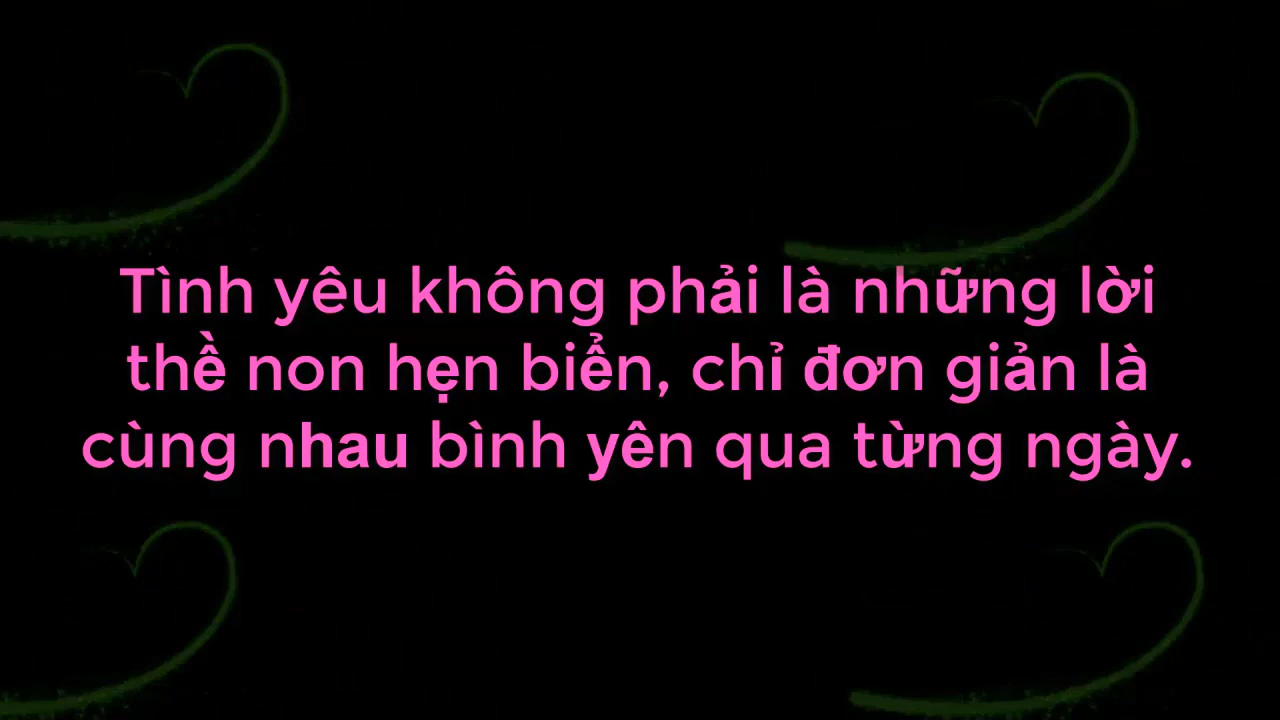 Tình yêu không phải là những lời
thề non hẹn biển, chỉ đơn giản là
cùng nhau bình yên qua từng ngày.